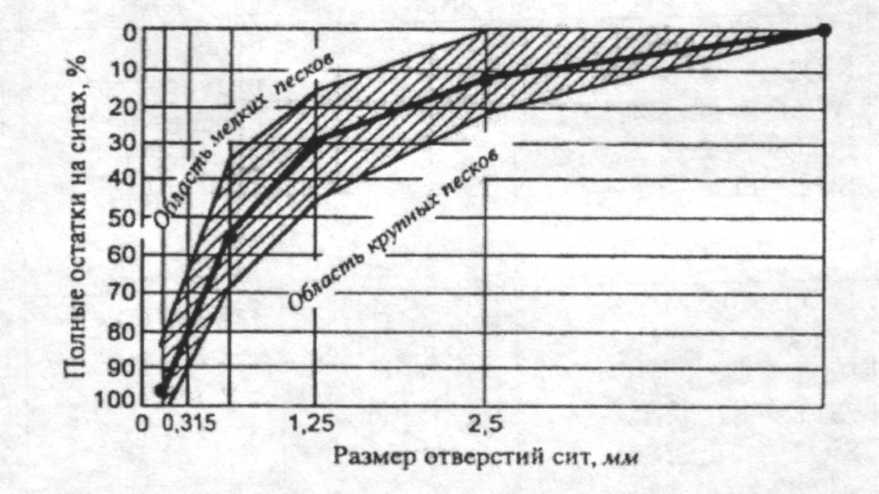 Полные остатки на ситах, %
0
10
20
30
40
50
60
70
80
90
100
Область мелких песков
Область крупных песков
0 0,315 1,25 2,5
Размер отверстий сит, мм